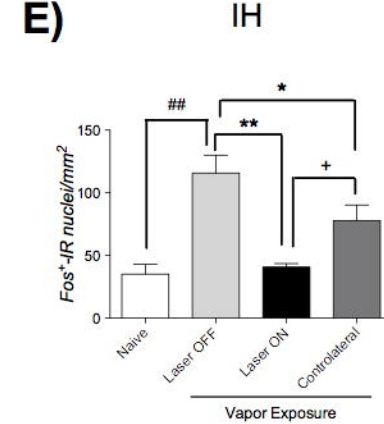 E)
IH
*
##
**
+
150
100
50
0
Fos+-IR nuclei/mm2
Naive
Laser OFF
Laser ON
Controlateral
Vapor Exposure